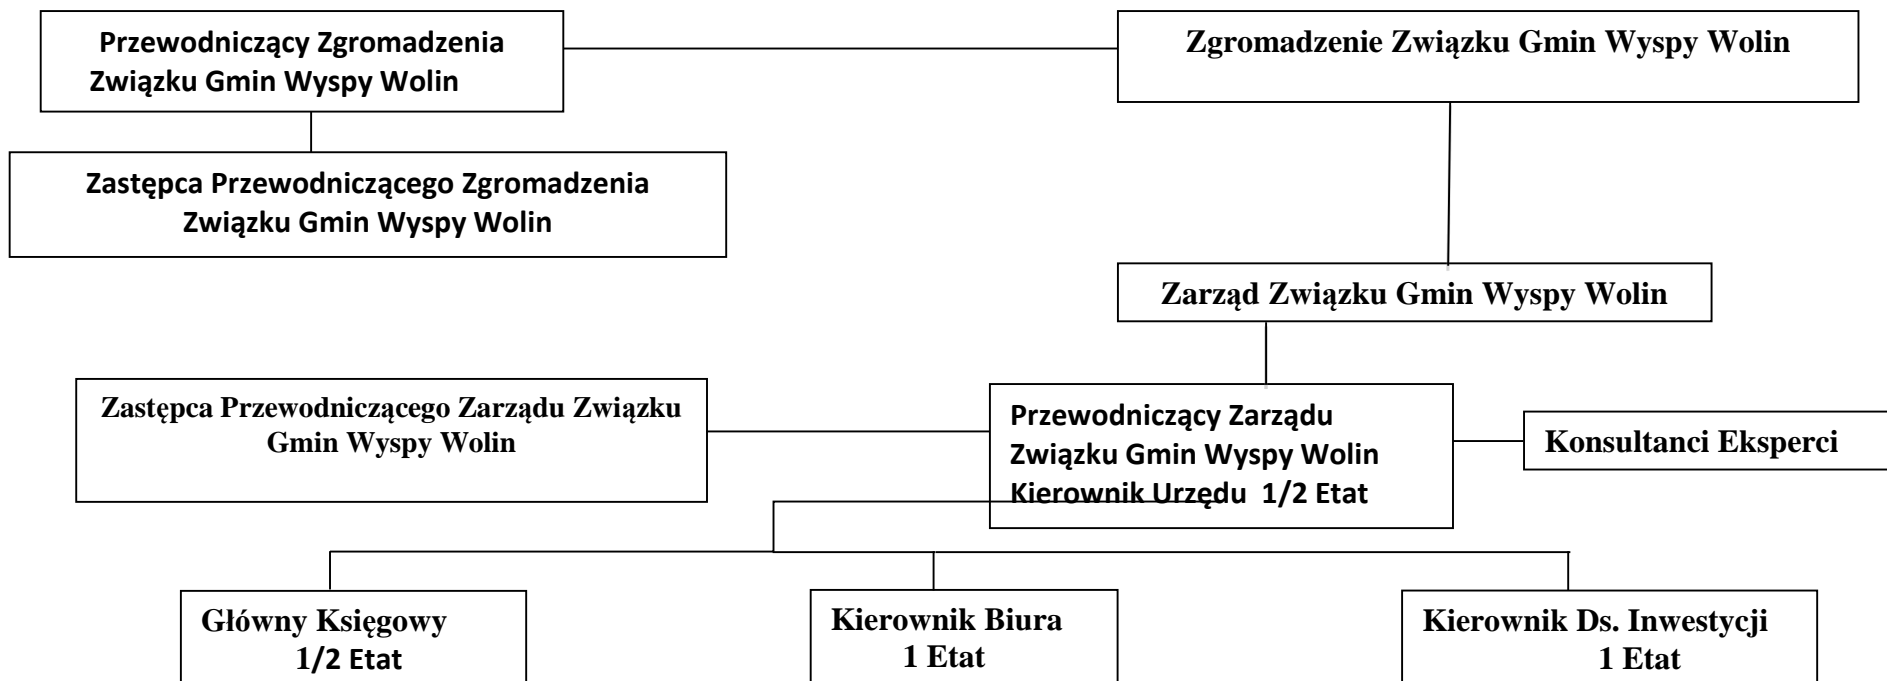 Przewodniczący Zgromadzenia
Związku Gmin Wyspy Wolin
Zgromadzenie Związku Gmin Wyspy Wolin
Zastępca Przewodniczącego Zgromadzenia
Związku Gmin Wyspy Wolin
Zarząd Związku Gmin Wyspy Wolin
Zastępca Przewodniczącego Zarządu Związku
Gmin Wyspy Wolin
Przewodniczący Zarządu
Związku Gmin Wyspy Wolin
Kierownik Urzędu 1/2 Etat
Konsultanci Eksperci
Główny Księgowy
1/2 Etat
Kierownik Biura
1 Etat
Kierownik Ds. Inwestycji
1 Etat